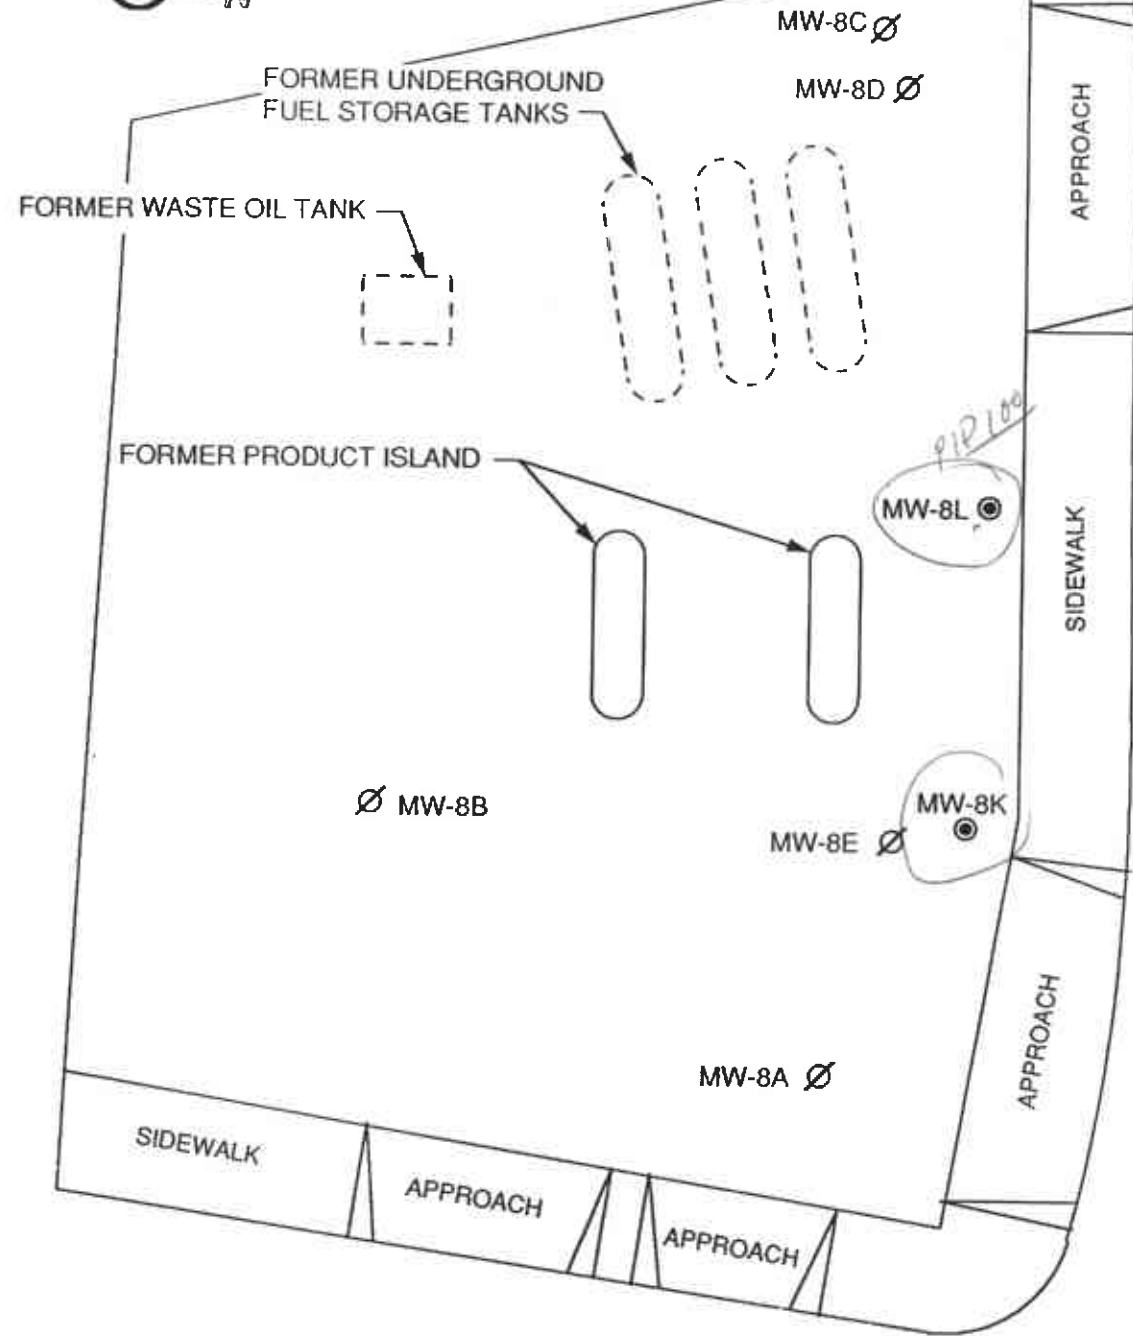 MW-8C
FORMER UNDERGROUND
FUEL STORAGE TANKS
MW-8D
APPROACH
FORMER WASTE OIL TANK
FORMER PRODUCT ISLAND
MW-8L
SIDEWALK
MW-8B
MW-8K
MW-8E
APPROACH
MW-8A
SIDEWALK
APPROACH
APPROACH